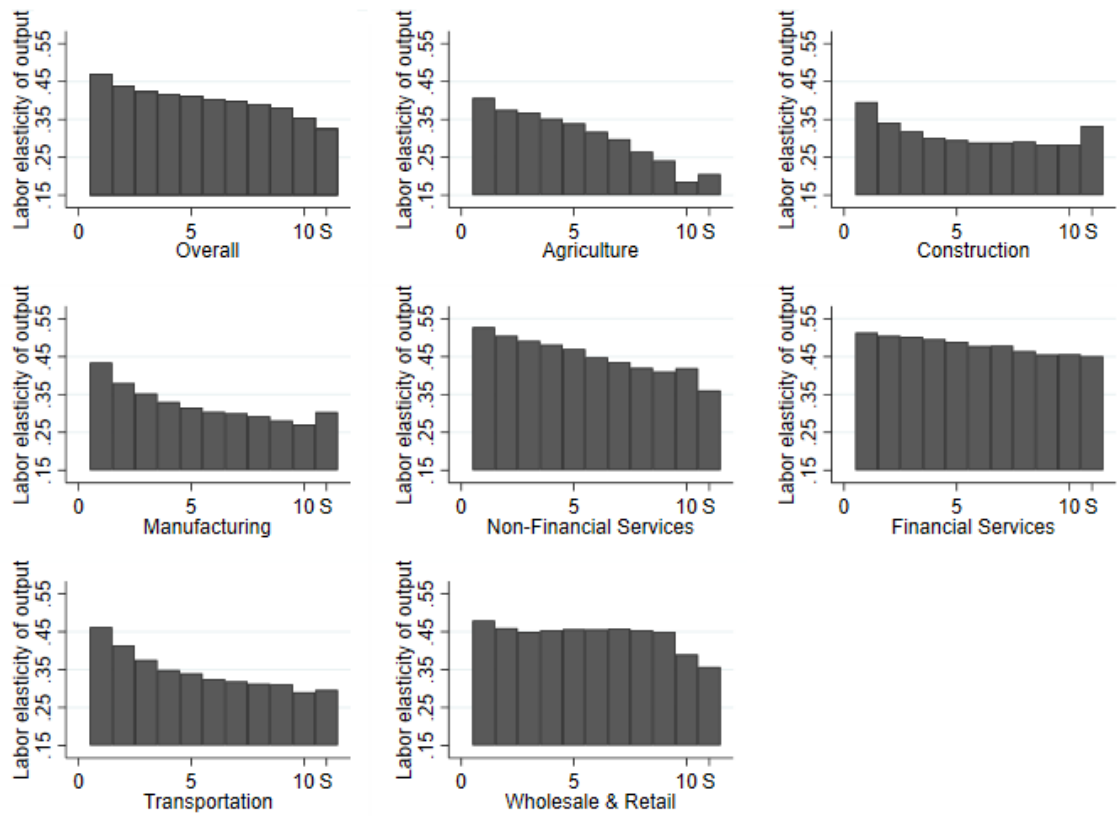 Labor elasticity of output
.15 .25 .35 .45 .55
0 5 10 S
Overall
Labor elasticity of output
.15 .25 .35 .45 .55
0 5 10 S
Agriculture
Labor elasticity of output
.15 .25 .35 .45 .55
0 5 10 S
Construction
Labor elasticity of output
.15 .25 .35 .45 .55
0 5 10 S
Manufacturing
Labor elasticity of output
.15 .25 .35 .45 .55
0 5 10 S
Non-Financial Services
Labor elasticity of output
.15 .25 .35 .45 .55
0 5 10 S
Financial Services
Labor elasticity of output
.15 .25 .35 .45 .55
0 5 10 S
Transportation
Labor elasticity of output
.15 .25 .35 .45 .55
0 5 10 S
Wholesale & Retail